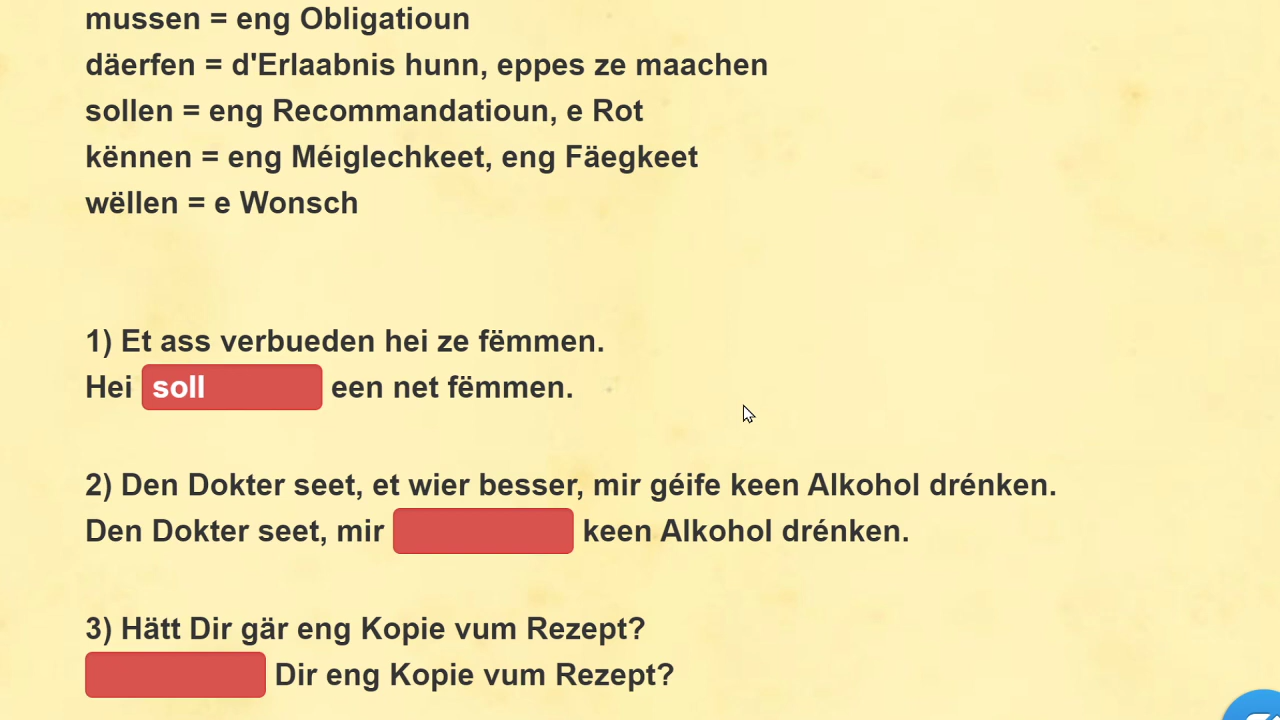 mussen = eng Obligatioun
däerfen = d'Erlaabnis hunn, eppes ze maachen
sollen = eng Recommandatioun, e Rot
kënnen = eng Méiglechkeet, eng Fäegkeet
wëllen = e Wonsch
1) Et ass verbueden hei ze fëmmen.
Hei soll een net fëmmen.
2) Den Dokter seet, et wier besser, mir géife keen Alkohol drénken.
Den Dokter seet, mir keen Alkohol drénken.
3) Hätt Dir gär eng Kopie vum Rezept?
Dir eng Kopie vum Rezept?